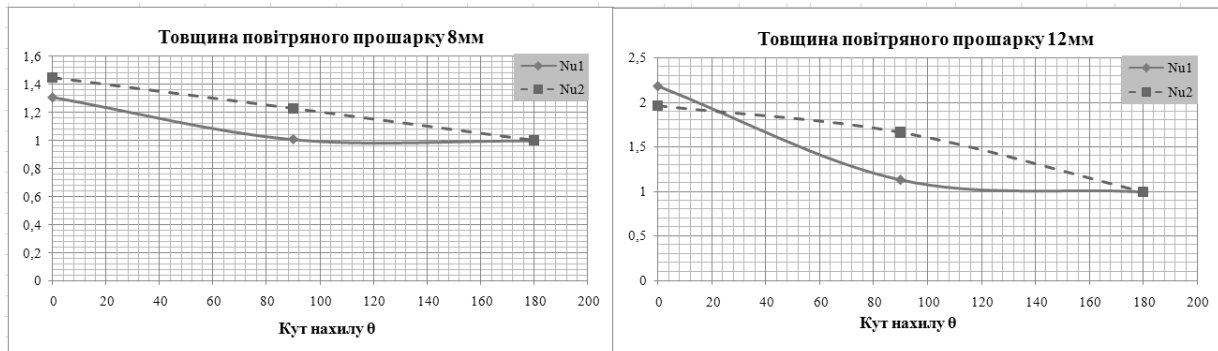 Товщина повітряного прошарку 8мм
1,6
1,4
1,2
1
0,8
0,6
0,4
0,2
0
0 20 40 60 80 100 120 140 160 180 200
Кут нахилу θ
Nu1
Nu2
Товщина повітряного прошарку 12мм
2,5
2
1,5
1
0,5
0
0 20 40 60 80 100 120 140 160 180 200
Кут нахилу θ
Nu1
Nu2